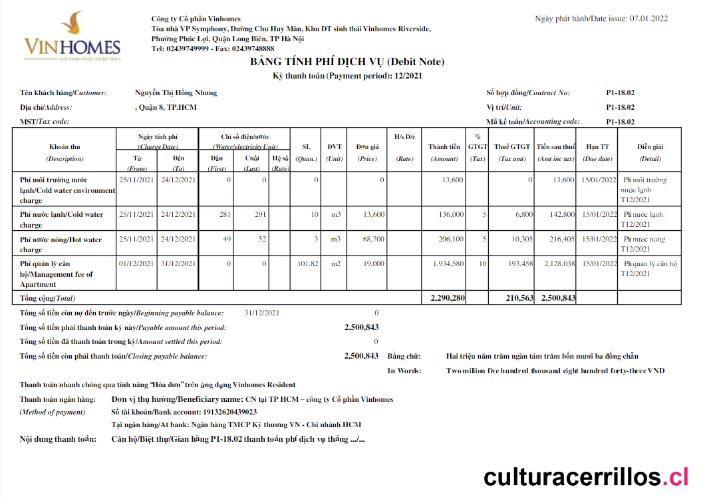 VINHOMES
Công ty Cổ phần Vinhomes
Tòa nhà VP Symphony, Đường Chu Huy Mân, Khu ĐT sinh thái Vinhomes Riverside,
Phường Phúc Lợi, Quận Long Biên, TP Hà Nội
Tel: 02439749999 - Fax: 02439748888
Ngày phát hành/Date issue: 07.01.2022
BẢNG TÍNH PHÍ DỊCH VỤ (Debit Note)
Kỳ thanh toán (Payment period): 12/2021
Tên khách hàng/Customer: Nguyễn Thị Hồng Nhung Số hợp đồng/Contract No: P1-18.02
Địa chỉ/Address: , Quận 8, TP.HCM Vị trí/Unit: P1-18.02
MST/Tax code: Mã kế toán/Accounting code: P1-18.02
Khoản thu (Description) Ngày tính phí (Charge Date) Từ (From) Đến (To) Chỉ số điện/nước (Water/electricity Unit) Đầu (First) Cuối (Last) Hệ số (Rate) SL (Quan.) ĐVT (Unit) Đơn giá (Price) H/s Đ/c (Rate) Thành tiền (Amount) % GTGT (Tax) Thuế GTGT (Tax amt) Tiền sau thuế (Amt inc tax) Hạn TT (Due date) Diễn giải (Detail)
Phí môi trường nước lạnh/Cold water environment charge 25/11/2021 24/12/2021 0 0 0 0 13,600 0 13,600 15/01/2022 Phí môi trường nước lạnh T12/2021
Phí nước lạnh/Cold water charge 25/11/2021 24/12/2021 281 291 10 m3 13,600 136,000 5 6,800 142,800 15/01/2022 Phí nước lạnh T12/2021
Phí nước nóng/Hot water charge 25/11/2021 24/12/2021 49 52 3 m3 68,700 206,100 5 10,305 216,405 15/01/2022 Phí nước nóng T12/2021
Phí quản lý căn hộ/Management fee of Apartment 01/12/2021 31/12/2021 0 0 101.82 m2 19,000 1,934,580 10 193,458 2,128,038 15/01/2022 Phí quản lý căn hộ T12/2021
Tổng cộng(Total) 2,290,280 210,563 2,500,843
Tổng số tiền còn nợ đến trước ngày/Beginning payable balance: 31/12/2021 0
Tổng số tiền phải thanh toán kỳ này/Payable amount this period: 2,500,843
Tổng số tiền đã thanh toán trong kỳ/Amount settled this period: 0
Tổng số tiền còn phải thanh toán/Closing payable balance: 2,500,843 Bằng chữ: Hai triệu năm trăm ngàn tám trăm bốn mươi ba đồng chẵn
In Words: Two million five hundred thousand eight hundred forty-three VND
Thanh toán nhanh chóng qua tính năng "Hóa đơn" trên ứng dụng Vinhomes Resident
Thanh toán ngân hàng: Đơn vị thụ hưởng/Beneficiary name: CN tại TP HCM – công ty Cổ phần Vinhomes
(Method of payment) Số tài khoản/Bank account: 19132620439023
Tại ngân hàng/At bank: Ngân hàng TMCP Kỹ thương VN - Chi nhánh HCM
Nội dung thanh toán: Căn hộ/Biệt thự/Gian hàng P1-18.02 thanh toán phí dịch vụ tháng .../...
culturacerrillos.cl